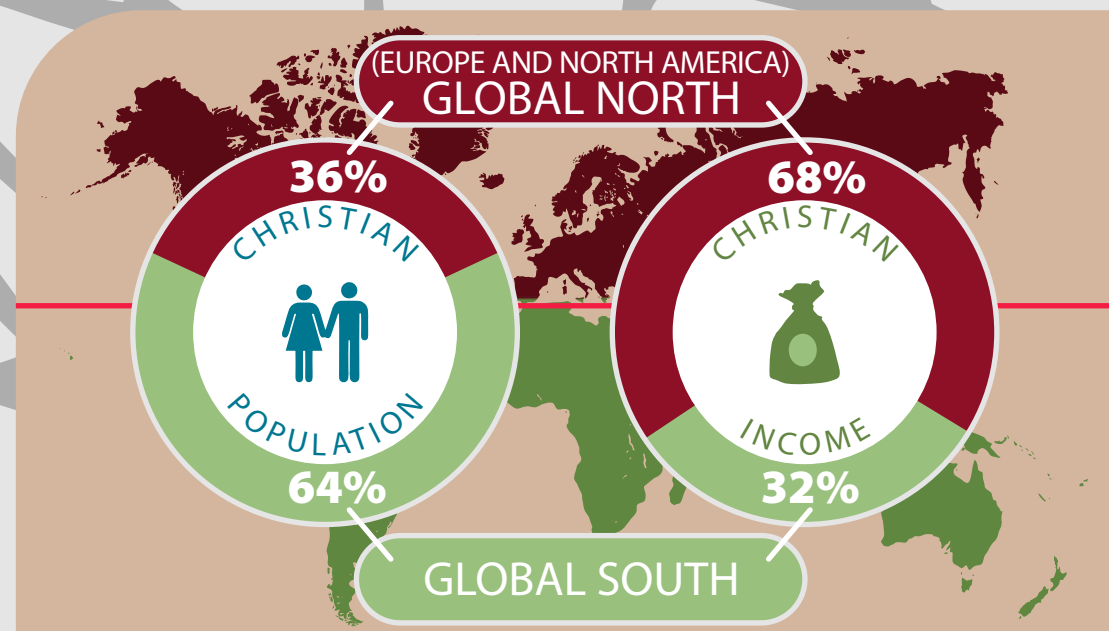 (EUROPE AND NORTH AMERICA)
GLOBAL NORTH
36%
CHRISTIAN
POPULATION
64%
68%
CHRISTIAN
INCOME
32%
GLOBAL SOUTH